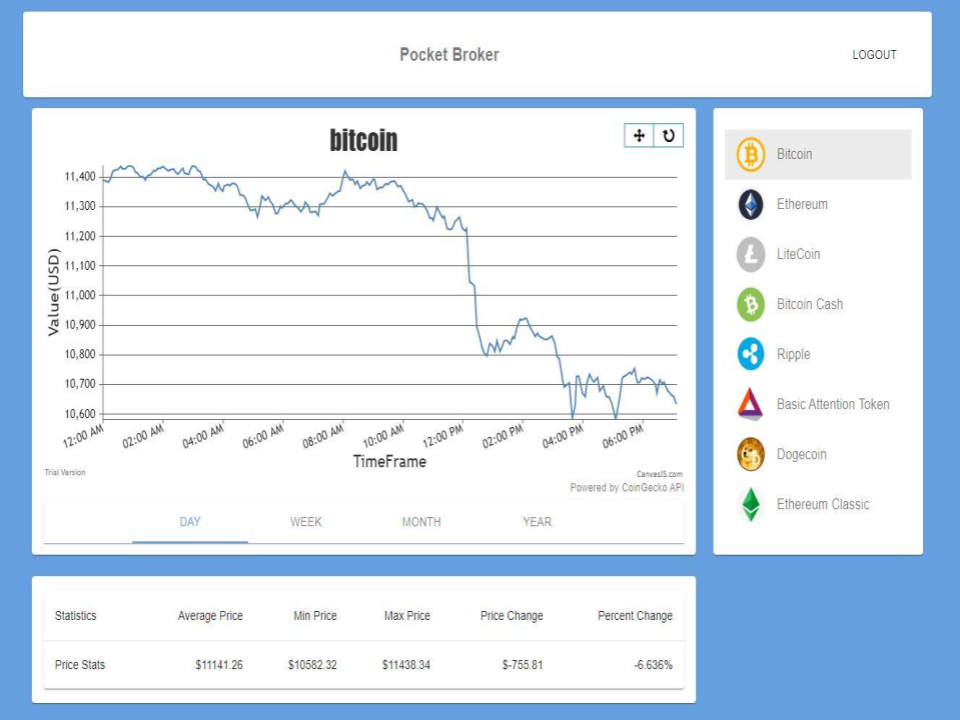 Pocket Broker
LOGOUT
bitcoin
11,400
11,300
11,200
11,100
11,000
10,900
10,800
10,700
10,600
Value(USD)
12:00 AM
02:00 AM
04:00 AM
06:00 AM
08:00 AM
10:00 AM
12:00 PM
02:00 PM
04:00 PM
06:00 PM
TimeFrame
Trial Version
CanvasJS.com
Powered by CoinGecko API
DAY WEEK MONTH YEAR
Bitcoin
Ethereum
LiteCoin
Bitcoin Cash
Ripple
Basic Attention Token
Dogecoin
Ethereum Classic
Statistics Average Price Min Price Max Price Price Change Percent Change
Price Stats $11141.26 $10582.32 $11438.34 $-755.81 -6.636%